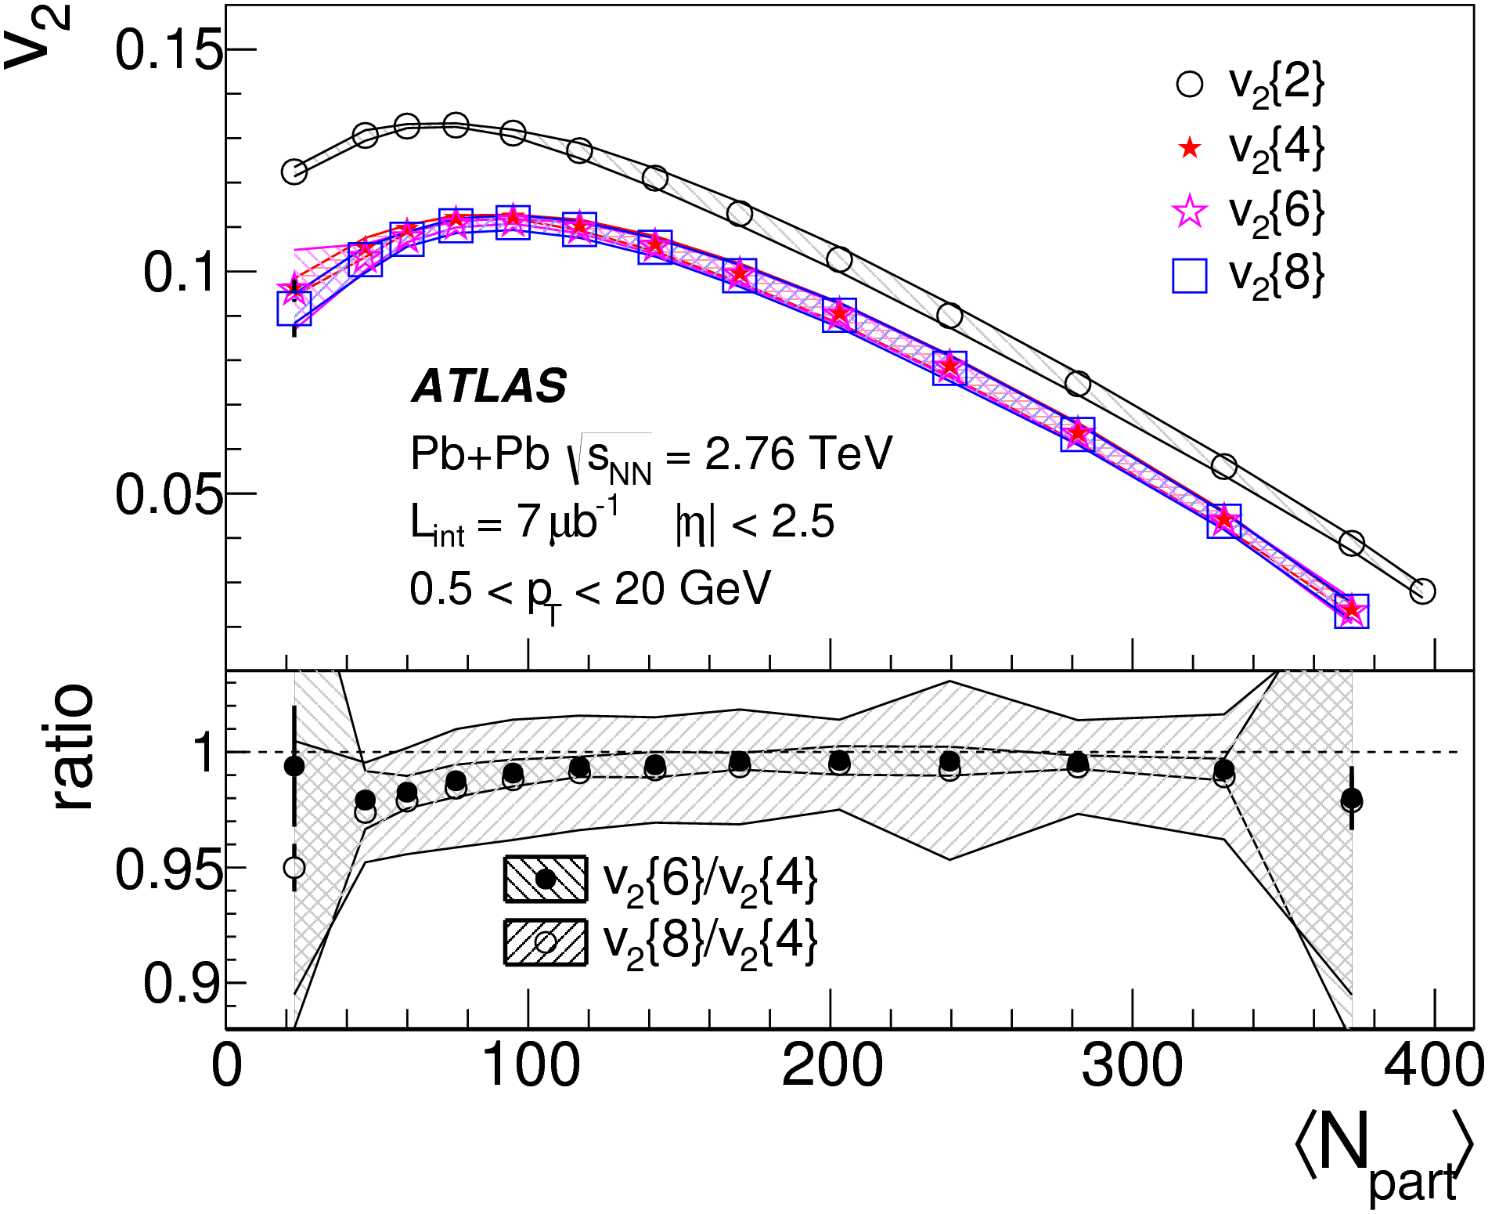 v2
0.15
0.1
0.05
v2{2}
v2{4}
v2{6}
v2{8}
ATLAS
Pb+Pb √sNN = 2.76 TeV
Lint = 7 μb-1 |η| < 2.5
0.5 < pT < 20 GeV
ratio
1
0.95
0.9
v2{6}/v2{4}
v2{8}/v2{4}
0 100 200 300 400
⟨Npart⟩